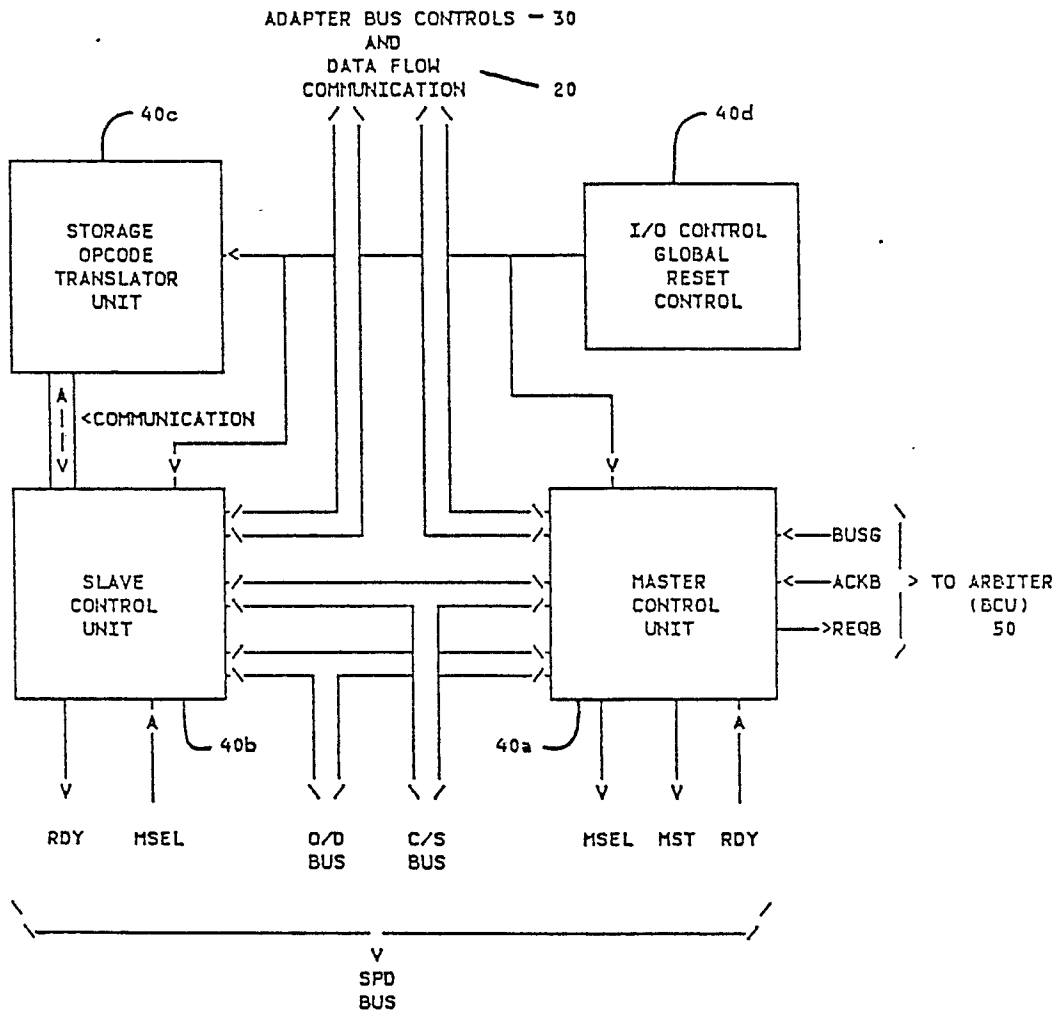 ADAPTER BUS CONTROLS - 30
AND
DATA FLOW
COMMUNICATION 20
40c
40d
STORAGE
OPCODE
TRANSLATOR
UNIT
I/O CONTROL
GLOBAL
RESET
CONTROL
<COMMUNICATION
SLAVE
CONTROL
UNIT
MASTER
CONTROL
UNIT
BUSG
ACKB
REQB
TO ARBITER
(BCU)
50
40b
40a
RDY
MSEL
O/D
BUS
C/S
BUS
MSEL
MST
RDY
SPD
BUS